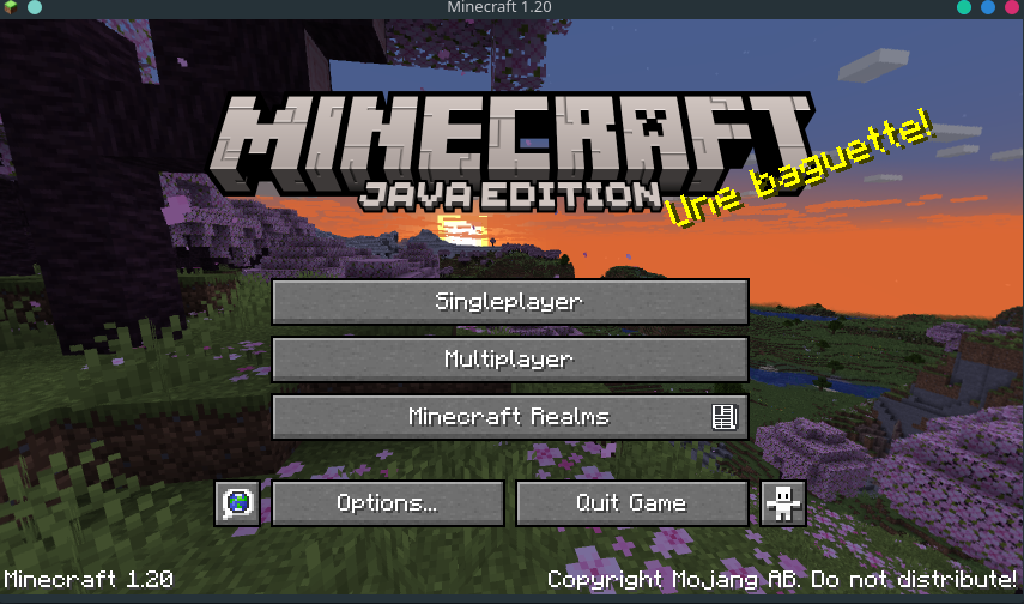 Minecraft 1.20
MINECRAFT
JAVA EDITION
Une baguette!
Singleplayer
Multiplayer
Minecraft Realms
Options...
Quit Game
Minecraft 1.20
Copyright Mojang AB. Do not distribute!